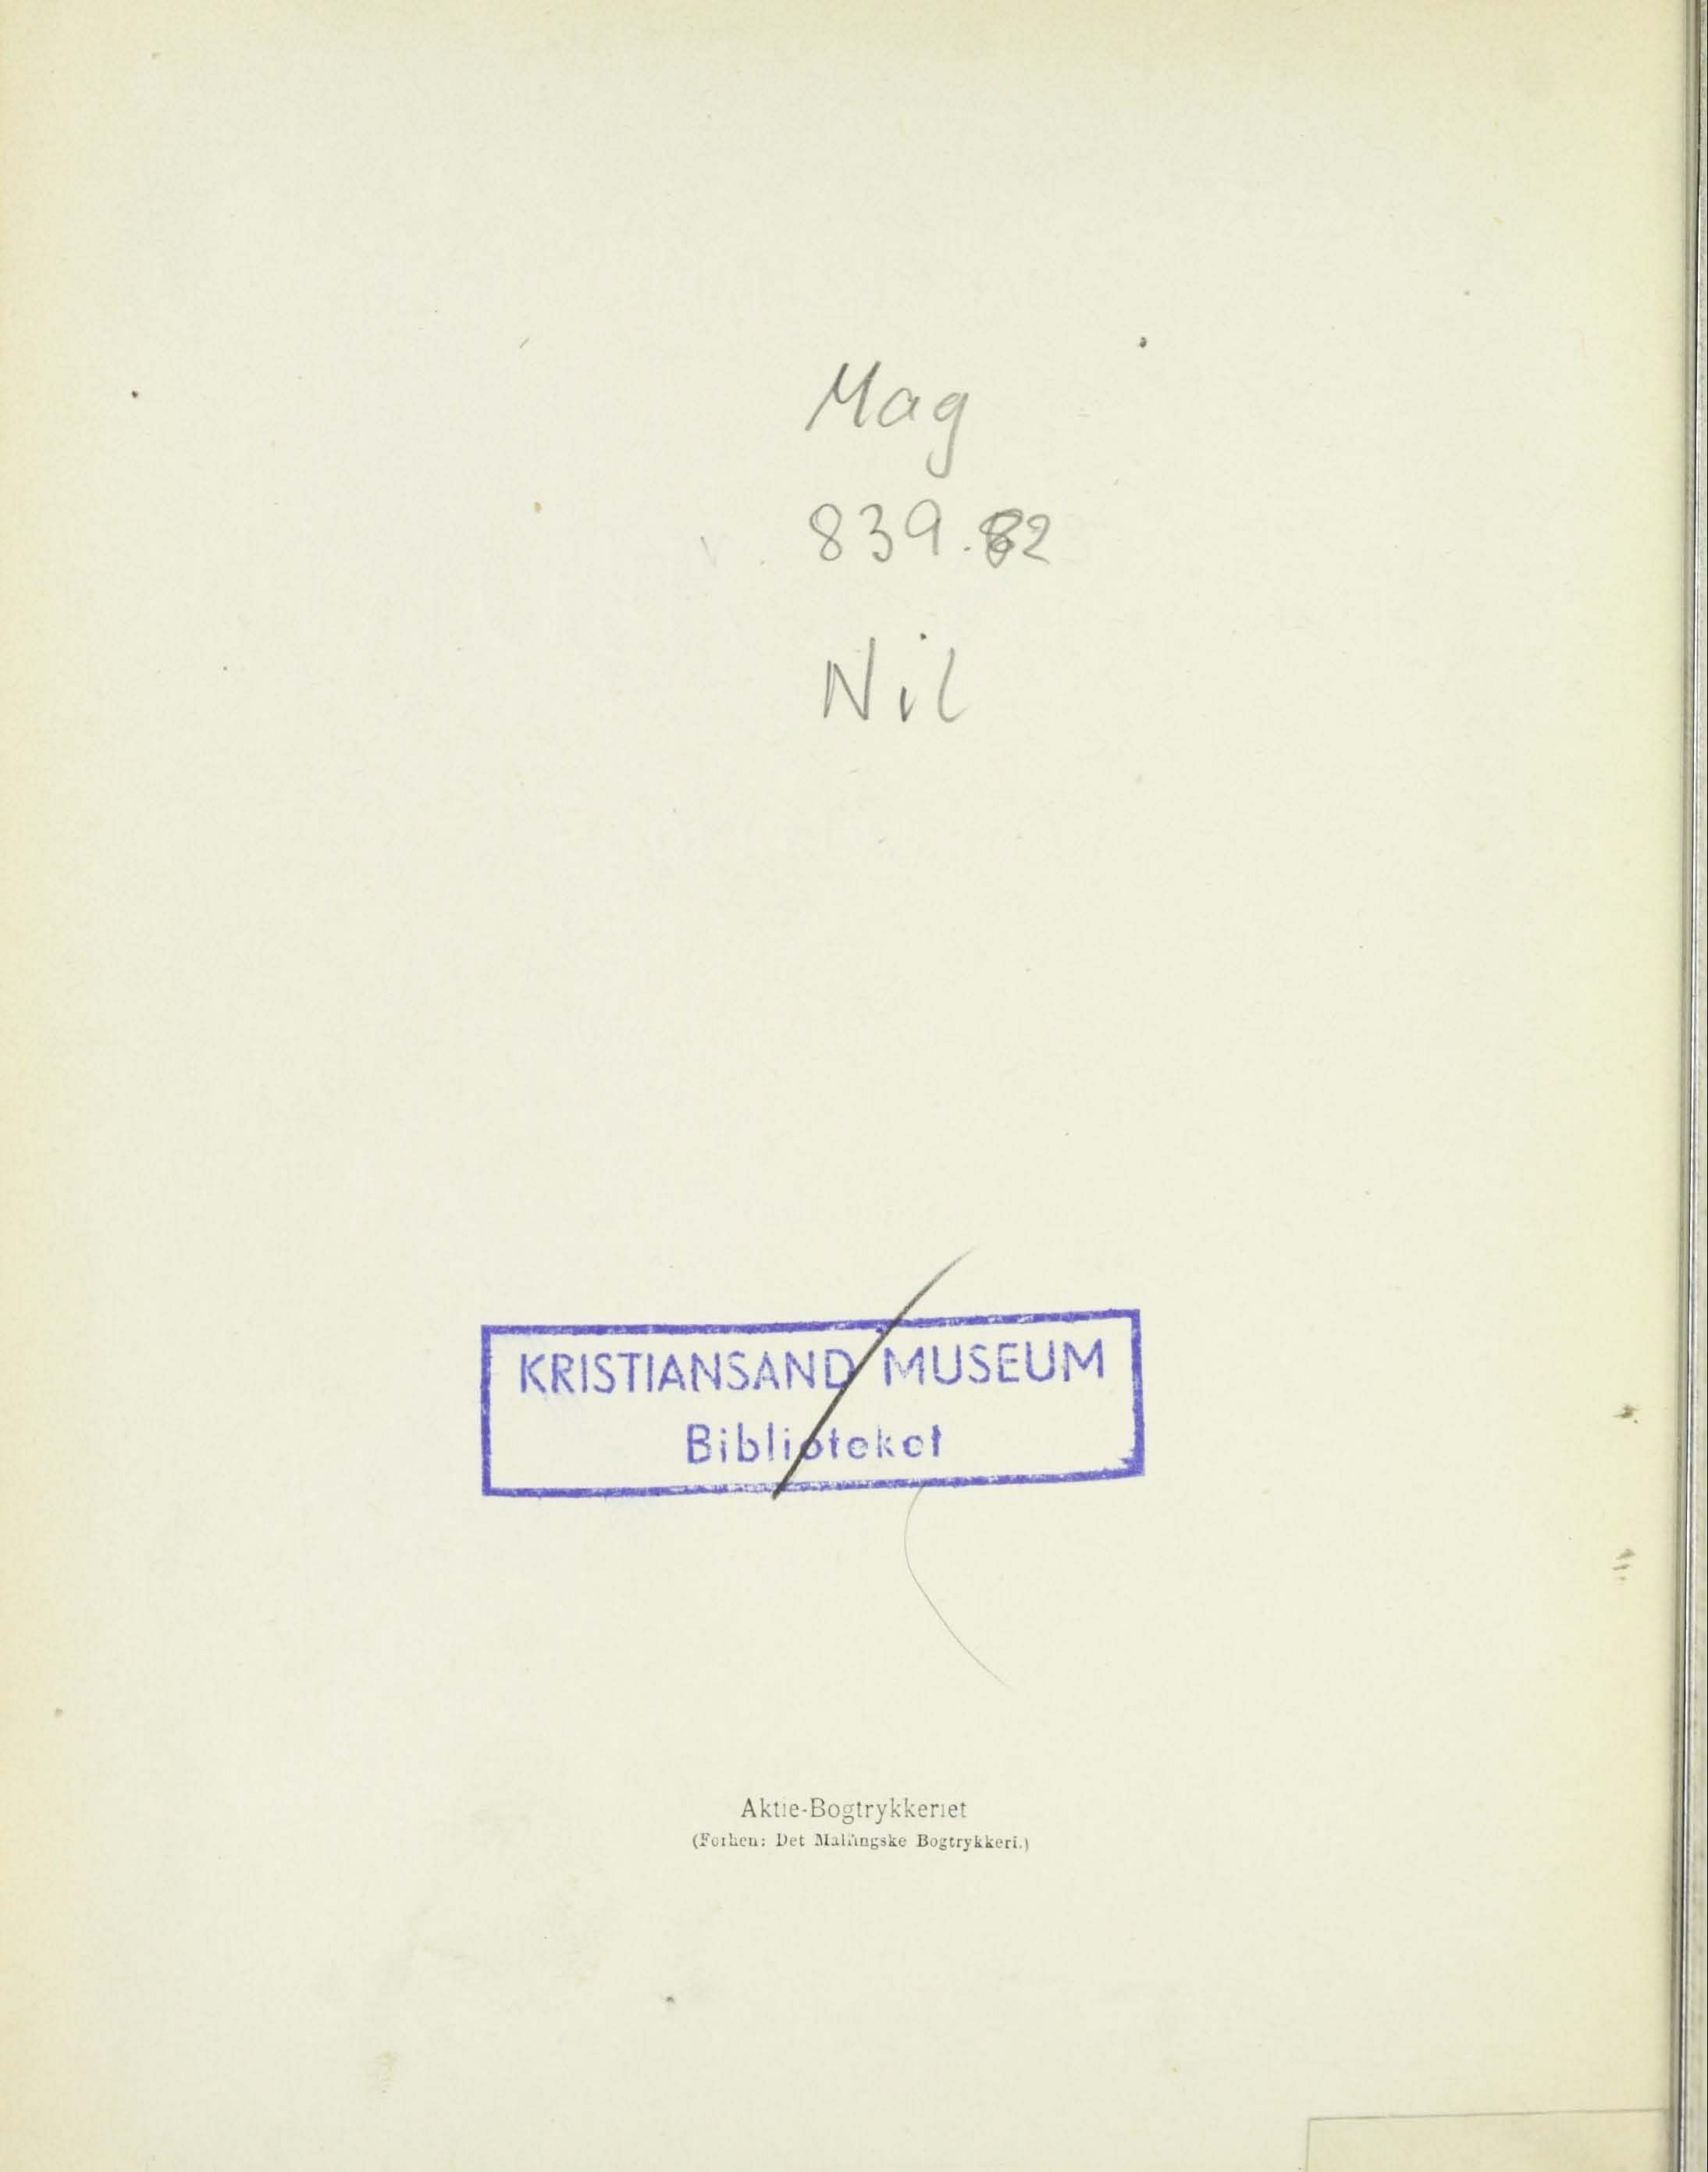 Mag
839.82
Nil
KRISTIANSAND MUSEUM
Biblioteket
Aktie-Bogtrykkeriet
(Forhen: Det Mallingske Bogtrykkeri.)